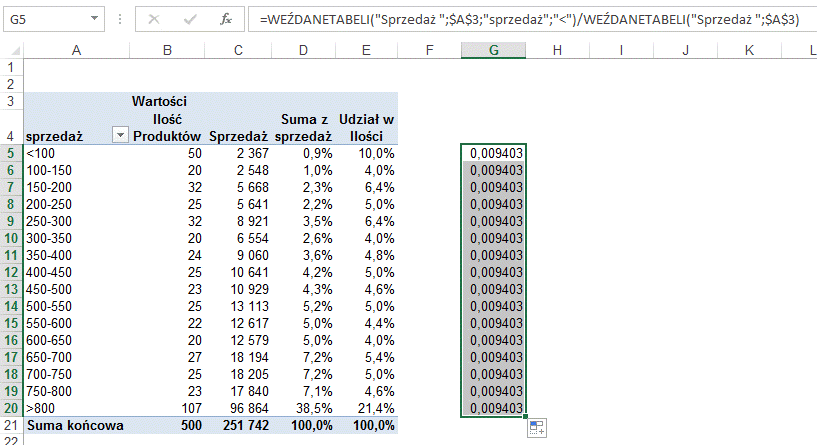 G5 fx =WEŹDANETABELI("Sprzedaż ";$A$3;"sprzedaż";"<")/WEŹDANETABELI("Sprzedaż ";$A$3)
A B C D E F G H I J K L
1
2
3 Wartości
Ilość Suma z Udział w
4 sprzedaż Produktów Sprzedaż sprzedaż Ilości
5 <100 50 2 367 0,9% 10,0% 0,009403
6 100-150 20 2 548 1,0% 4,0% 0,009403
7 150-200 32 5 668 2,3% 6,4% 0,009403
8 200-250 25 5 641 2,2% 5,0% 0,009403
9 250-300 32 8 921 3,5% 6,4% 0,009403
10 300-350 20 6 554 2,6% 4,0% 0,009403
11 350-400 24 9 060 3,6% 4,8% 0,009403
12 400-450 25 10 641 4,2% 5,0% 0,009403
13 450-500 23 10 929 4,3% 4,6% 0,009403
14 500-550 25 13 113 5,2% 5,0% 0,009403
15 550-600 22 12 617 5,0% 4,4% 0,009403
16 600-650 20 12 579 5,0% 4,0% 0,009403
17 650-700 27 18 194 7,2% 5,4% 0,009403
18 700-750 25 18 205 7,2% 5,0% 0,009403
19 750-800 23 17 840 7,1% 4,6% 0,009403
20 >800 107 96 864 38,5% 21,4% 0,009403
21 Suma końcowa 500 251 742 100,0% 100,0%
22